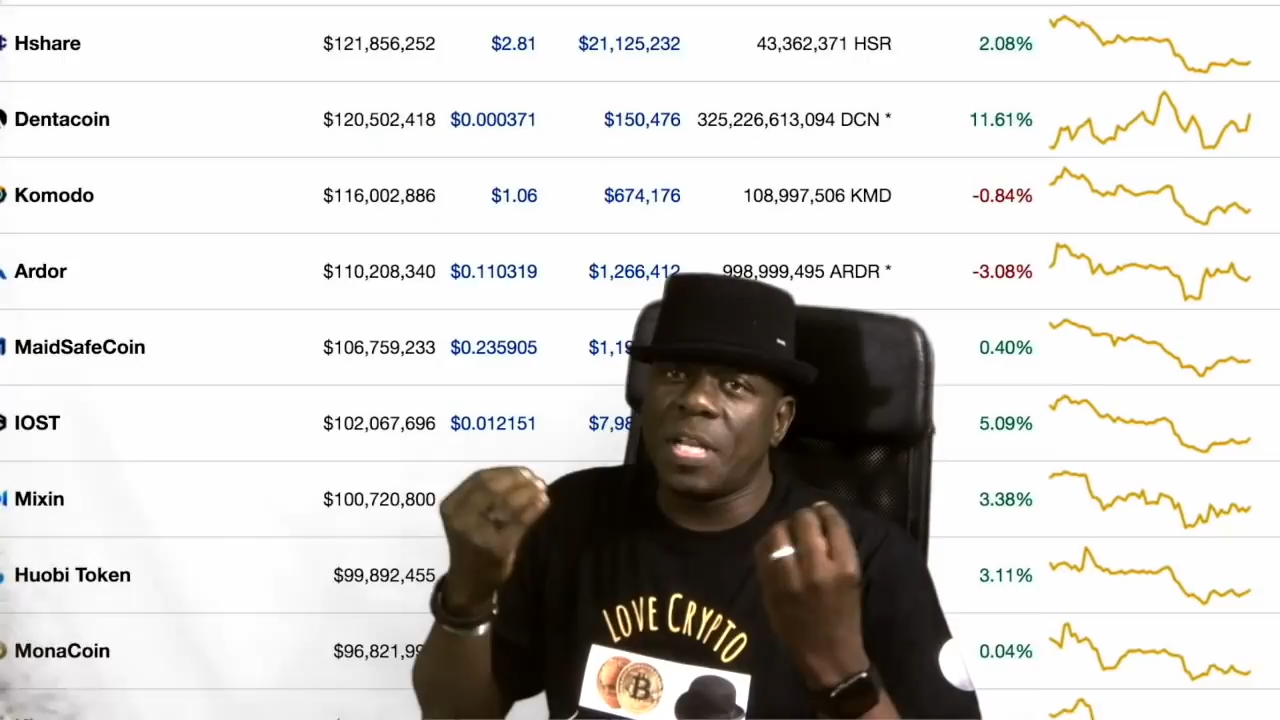 Hshare $121,856,252 $2.81 $21,125,232 43,362,371 HSR 2.08%
Dentacoin $120,502,418 $0.000371 $150,476 325,226,613,094 DCN * 11.61%
Komodo $116,002,886 $1.06 $674,176 108,997,506 KMD -0.84%
Ardor $110,208,340 $0.110319 $1,266,412 998,999,495 ARDR * -3.08%
MaidSafeCoin $106,759,233 $0.235905 0.40%
IOST $102,067,696 $0.012151 5.09%
Mixin $100,720,800 3.38%
Huobi Token $99,892,455 3.11%
MonaCoin 0.04%
LOVE CRYPTO